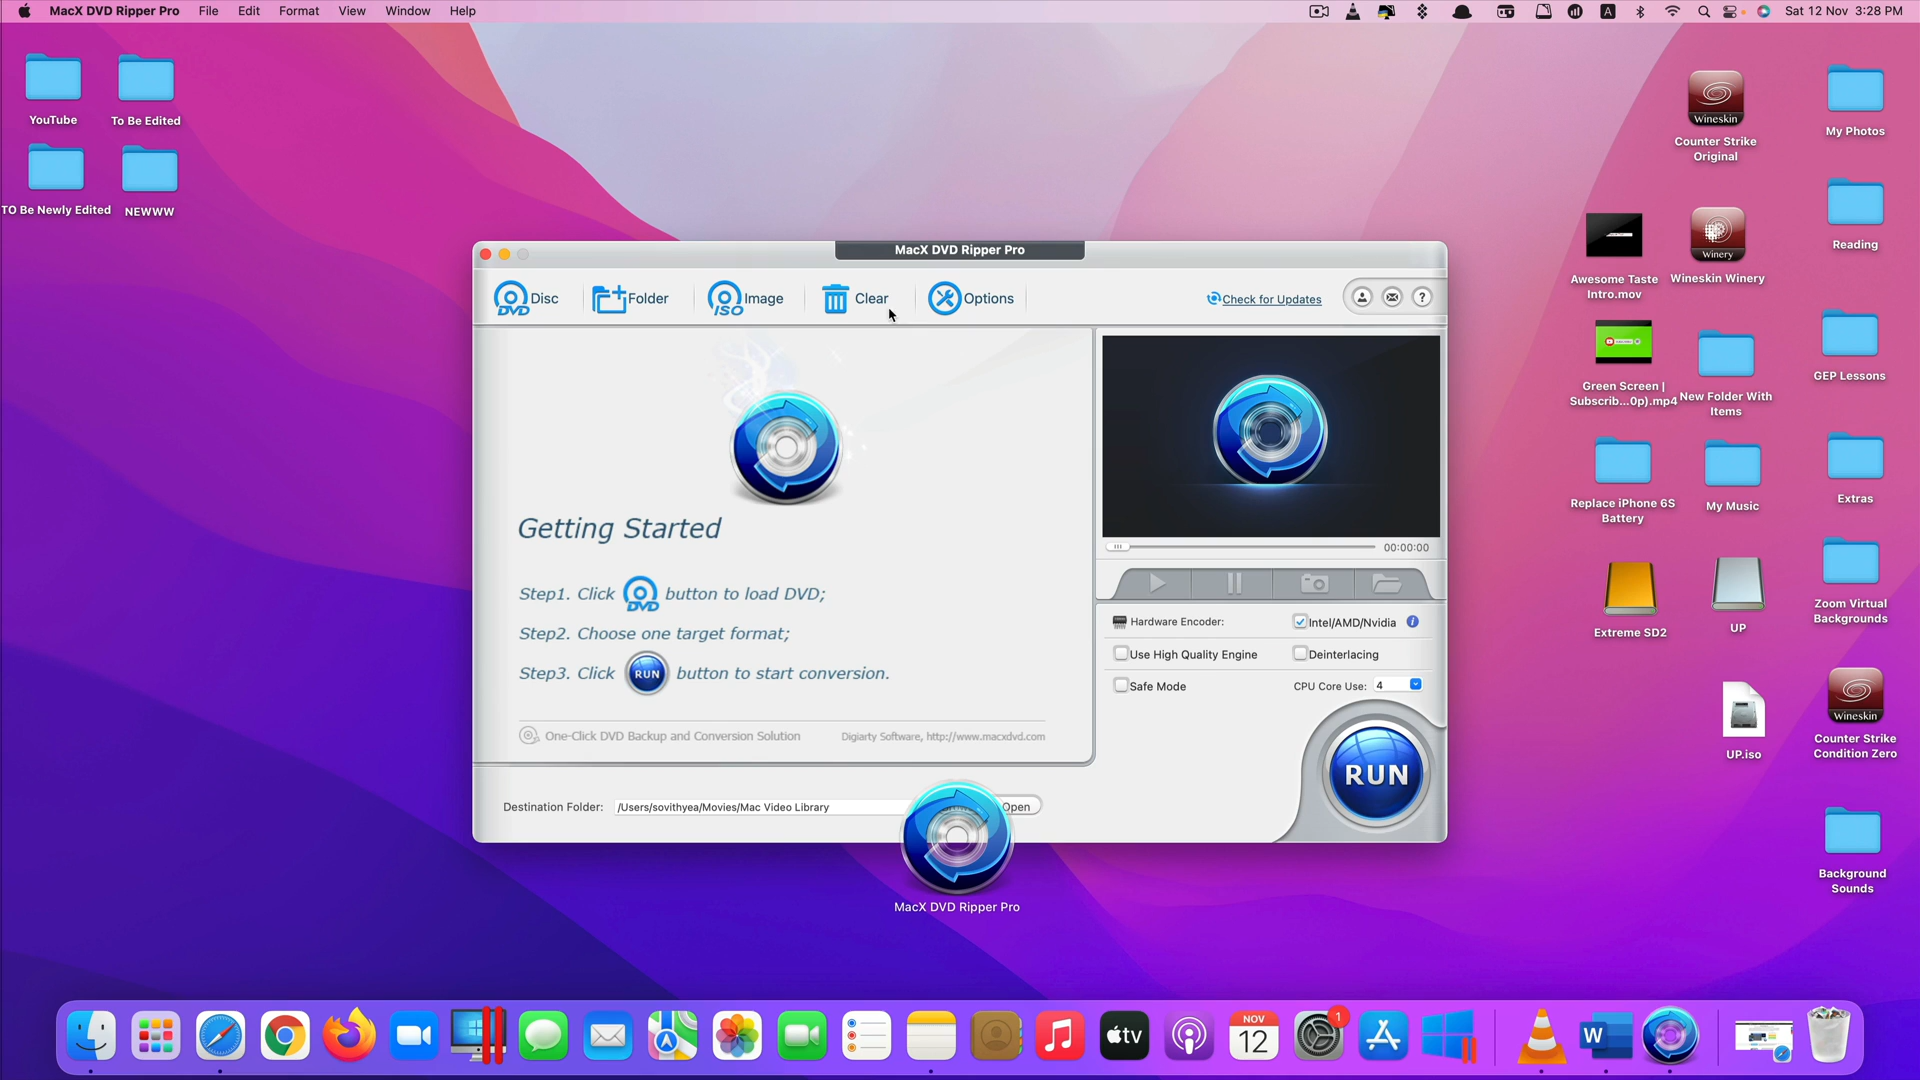 MacX DVD Ripper Pro File Edit Format View Window Help
A Sat 12 Nov 3:28 PM
YouTube
To Be Edited
TO Be Newly Edited
NEWWW
MacX DVD Ripper Pro
DVD Disc
Folder
ISO Image
Clear
Options
Check for Updates
?
Getting Started
Step1. Click DVD button to load DVD;
Step2. Choose one target format;
Step3. Click RUN button to start conversion.
One-Click DVD Backup and Conversion Solution
Digiarty Software, http://www.macxdvd.com
Destination Folder: /Users/sovithyea/Movies/Mac Video Library
Open
00:00:00
Hardware Encoder: Intel/AMD/Nvidia i
Use High Quality Engine Deinterlacing
Safe Mode CPU Core Use: 4
RUN
MacX DVD Ripper Pro
Wineskin
Counter Strike
Original
My Photos
Awesome Taste
Intro.mov
Winery
Wineskin Winery
Reading
Green Screen |
Subscrib...0p).mp4
New Folder With
Items
GEP Lessons
Replace iPhone 6S
Battery
My Music
Extras
Extreme SD2
UP
Zoom Virtual
Backgrounds
UP.iso
Wineskin
Counter Strike
Condition Zero
Background
Sounds
tv
NOV
12
1
W